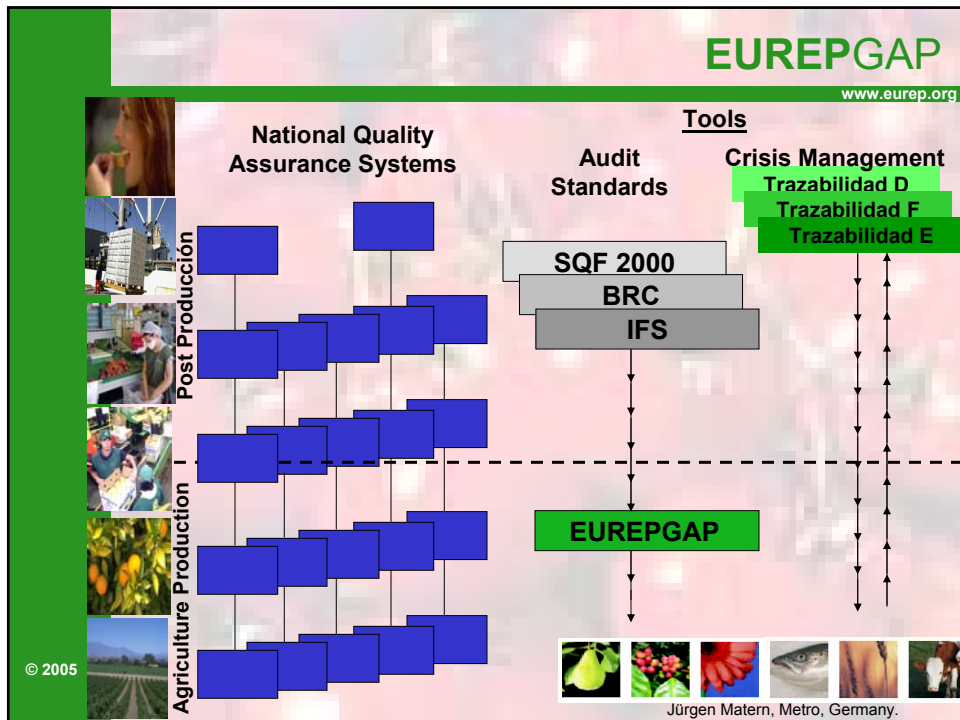 EUREPGAP
www.eurep.org
National Quality
Assurance Systems
Tools
Audit
Standards
Crisis Management
Trazabilidad D
Trazabilidad F
Trazabilidad E
SQF 2000
BRC
IFS
EUREPGAP
Post Producción
Agriculture Production
© 2005
Jürgen Matern, Metro, Germany.